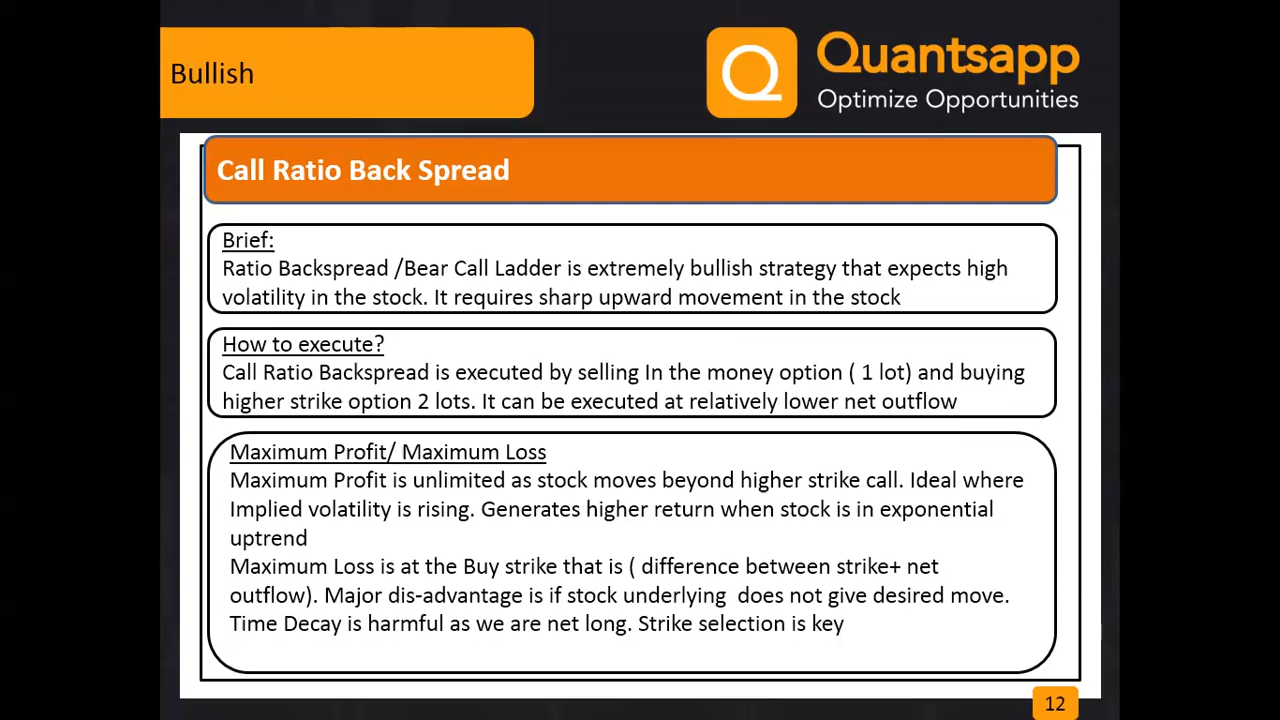 Bullish
Q
Quantsapp
Optimize Opportunities
Call Ratio Back Spread
Brief:
Ratio Backspread /Bear Call Ladder is extremely bullish strategy that expects high
volatility in the stock. It requires sharp upward movement in the stock
How to execute?
Call Ratio Backspread is executed by selling In the money option ( 1 lot) and buying
higher strike option 2 lots. It can be executed at relatively lower net outflow
Maximum Profit/ Maximum Loss
Maximum Profit is unlimited as stock moves beyond higher strike call. Ideal where
Implied volatility is rising. Generates higher return when stock is in exponential
uptrend
Maximum Loss is at the Buy strike that is ( difference between strike+ net
outflow). Major dis-advantage is if stock underlying does not give desired move.
Time Decay is harmful as we are net long. Strike selection is key
12